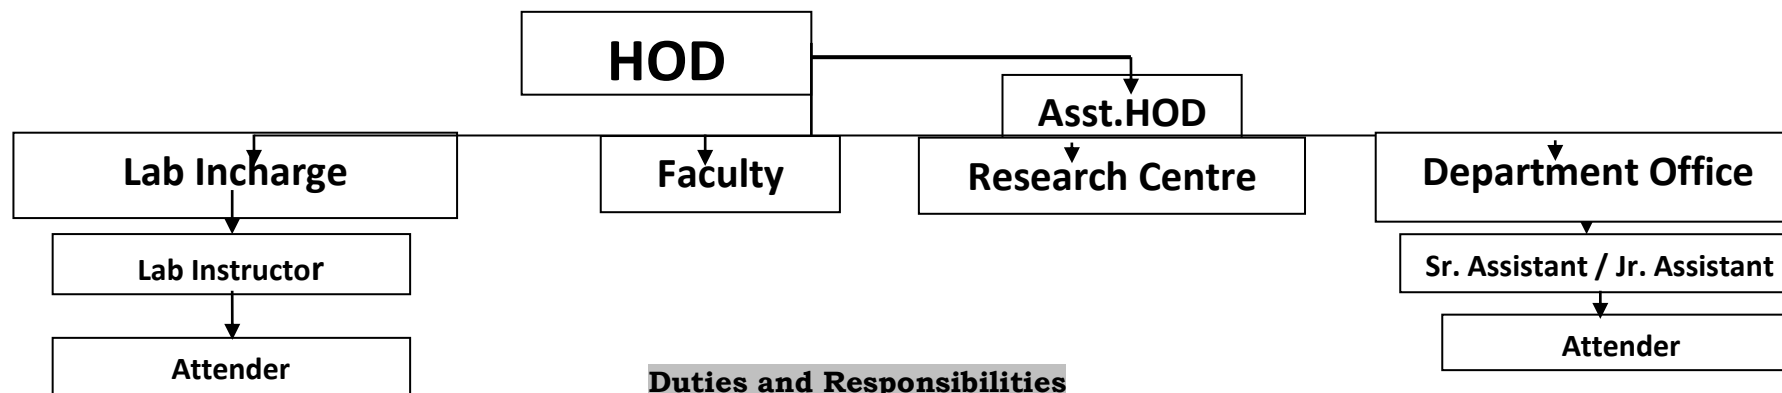 HOD
Asst.HOD
Lab Incharge
Faculty
Research Centre
Department Office
Lab Instructor
Sr. Assistant / Jr. Assistant
Attender
Attender
Duties and Responsibilities